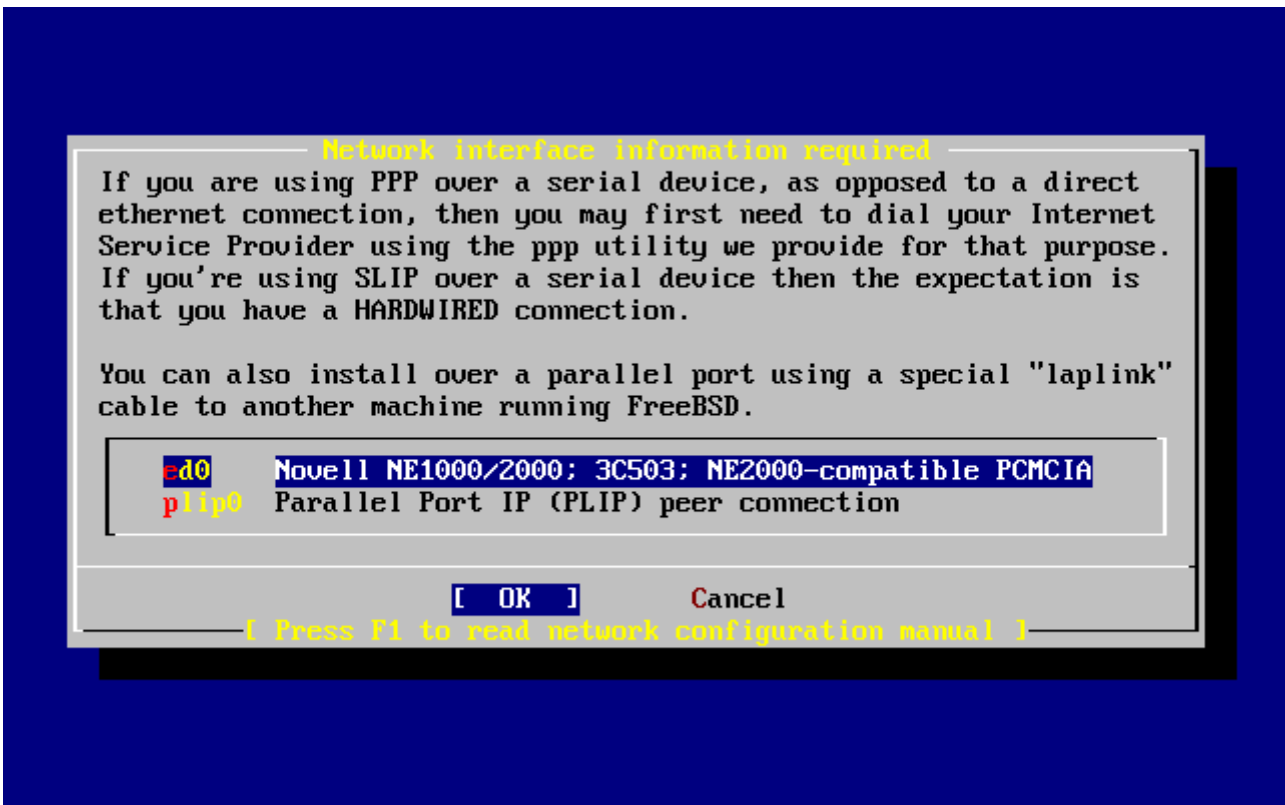 Network interface information required
If you are using PPP over a serial device, as opposed to a direct
ethernet connection, then you may first need to dial your Internet
Service Provider using the ppp utility we provide for that purpose.
If you're using SLIP over a serial device then the expectation is
that you have a HARDWIRED connection.
You can also install over a parallel port using a special "laplink"
cable to another machine running FreeBSD.
ed0 Novell NE1000/2000; 3C503; NE2000-compatible PCMCIA
plip0 Parallel Port IP (PLIP) peer connection
[ OK ] Cancel
[ Press F1 to read network configuration manual ]